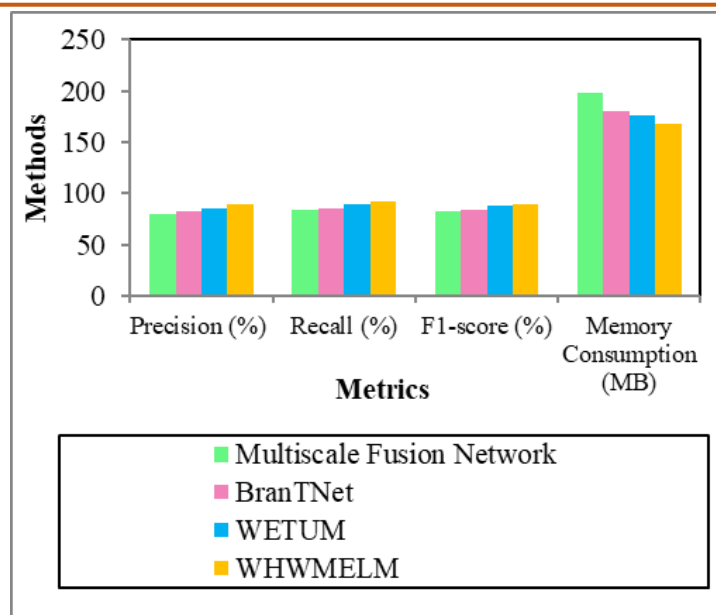 250
200
150
100
50
0
Methods
Precision (%) Recall (%) F1-score (%) Memory
Consumption
(MB)
Metrics
Multiscale Fusion Network
BranTNet
WETUM
WHWMELM